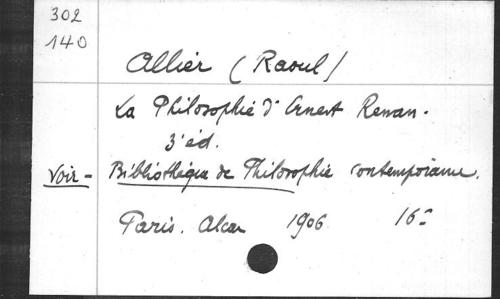 302
140
Allier (Raoul)
La Philosophie d'Ernest Renan.
3e éd.
Voir - Bibliothèque de Philosophie contemporaine.
Paris. Alcan 1906 16°